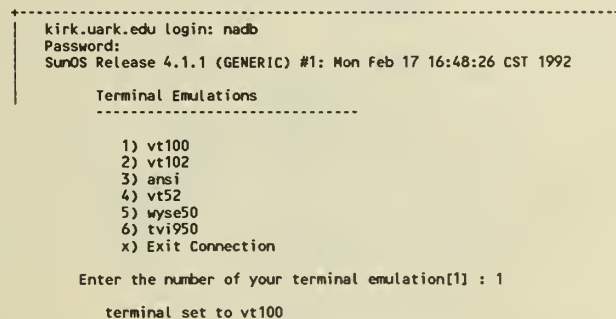 kirk.uark.edu login: nadb
Password:
SunOS Release 4.1.1 (GENERIC) #1: Mon Feb 17 16:48:26 CST 1992
Terminal Emulations
--------------------------------
1) vt100
2) vt102
3) ansi
4) vt52
5) wyse50
6) tvi950
x) Exit Connection
Enter the number of your terminal emulation[1] : 1
terminal set to vt100